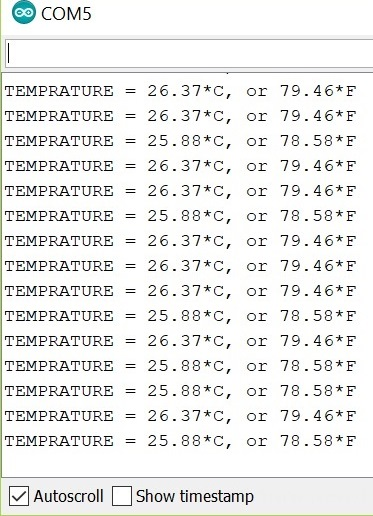 COM5
TEMPRATURE = 26.37*C, or 79.46*F
TEMPRATURE = 26.37*C, or 79.46*F
TEMPRATURE = 25.88*C, or 78.58*F
TEMPRATURE = 26.37*C, or 79.46*F
TEMPRATURE = 26.37*C, or 79.46*F
TEMPRATURE = 25.88*C, or 78.58*F
TEMPRATURE = 26.37*C, or 79.46*F
TEMPRATURE = 26.37*C, or 79.46*F
TEMPRATURE = 26.37*C, or 79.46*F
TEMPRATURE = 25.88*C, or 78.58*F
TEMPRATURE = 26.37*C, or 79.46*F
TEMPRATURE = 25.88*C, or 78.58*F
TEMPRATURE = 25.88*C, or 78.58*F
TEMPRATURE = 26.37*C, or 79.46*F
TEMPRATURE = 25.88*C, or 78.58*F
Autoscroll Show timestamp